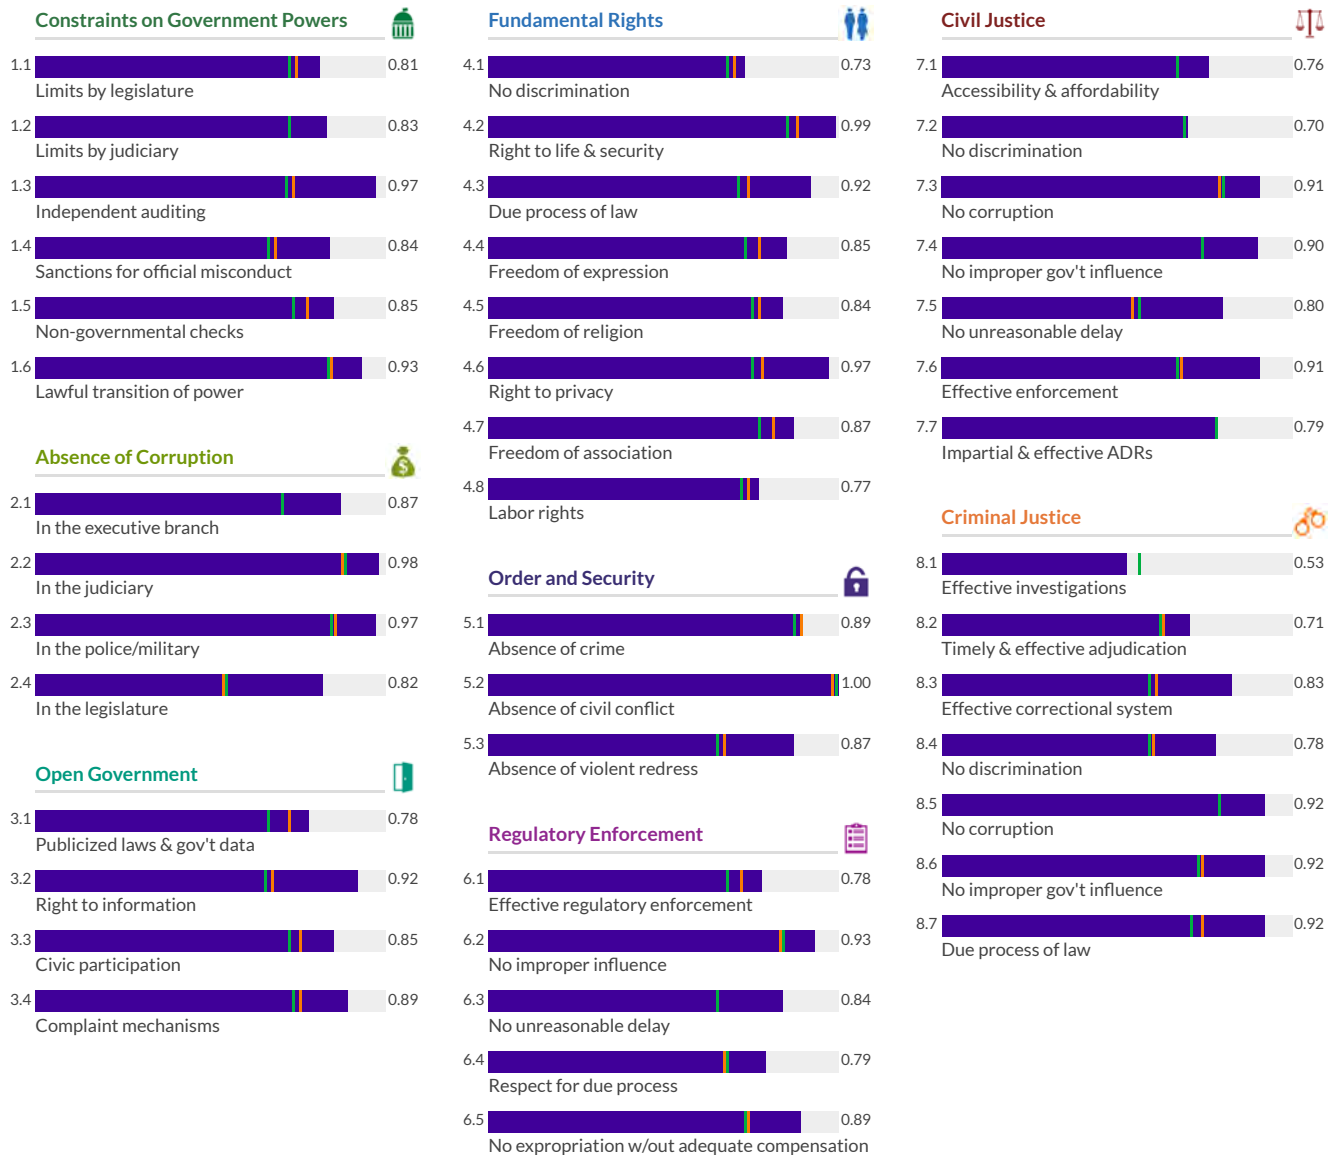 Constraints on Government Powers
1.1 0.81
Limits by legislature
1.2 0.83
Limits by judiciary
1.3 0.97
Independent auditing
1.4 0.84
Sanctions for official misconduct
1.5 0.85
Non-governmental checks
1.6 0.93
Lawful transition of power
Absence of Corruption
$
2.1 0.87
In the executive branch
2.2 0.98
In the judiciary
2.3 0.97
In the police/military
2.4 0.82
In the legislature
Open Government
3.1 0.78
Publicized laws & gov't data
3.2 0.92
Right to information
3.3 0.85
Civic participation
3.4 0.89
Complaint mechanisms
Fundamental Rights
4.1 0.73
No discrimination
4.2 0.99
Right to life & security
4.3 0.92
Due process of law
4.4 0.85
Freedom of expression
4.5 0.84
Freedom of religion
4.6 0.97
Right to privacy
4.7 0.87
Freedom of association
4.8 0.77
Labor rights
Order and Security
5.1 0.89
Absence of crime
5.2 1.00
Absence of civil conflict
5.3 0.87
Absence of violent redress
Regulatory Enforcement
6.1 0.78
Effective regulatory enforcement
6.2 0.93
No improper influence
6.3 0.84
No unreasonable delay
6.4 0.79
Respect for due process
6.5 0.89
No expropriation w/out adequate compensation
Civil Justice
7.1 0.76
Accessibility & affordability
7.2 0.70
No discrimination
7.3 0.91
No corruption
7.4 0.90
No improper gov't influence
7.5 0.80
No unreasonable delay
7.6 0.91
Effective enforcement
7.7 0.79
Impartial & effective ADRs
Criminal Justice
8.1 0.53
Effective investigations
8.2 0.71
Timely & effective adjudication
8.3 0.83
Effective correctional system
8.4 0.78
No discrimination
8.5 0.92
No corruption
8.6 0.92
No improper gov't influence
8.7 0.92
Due process of law